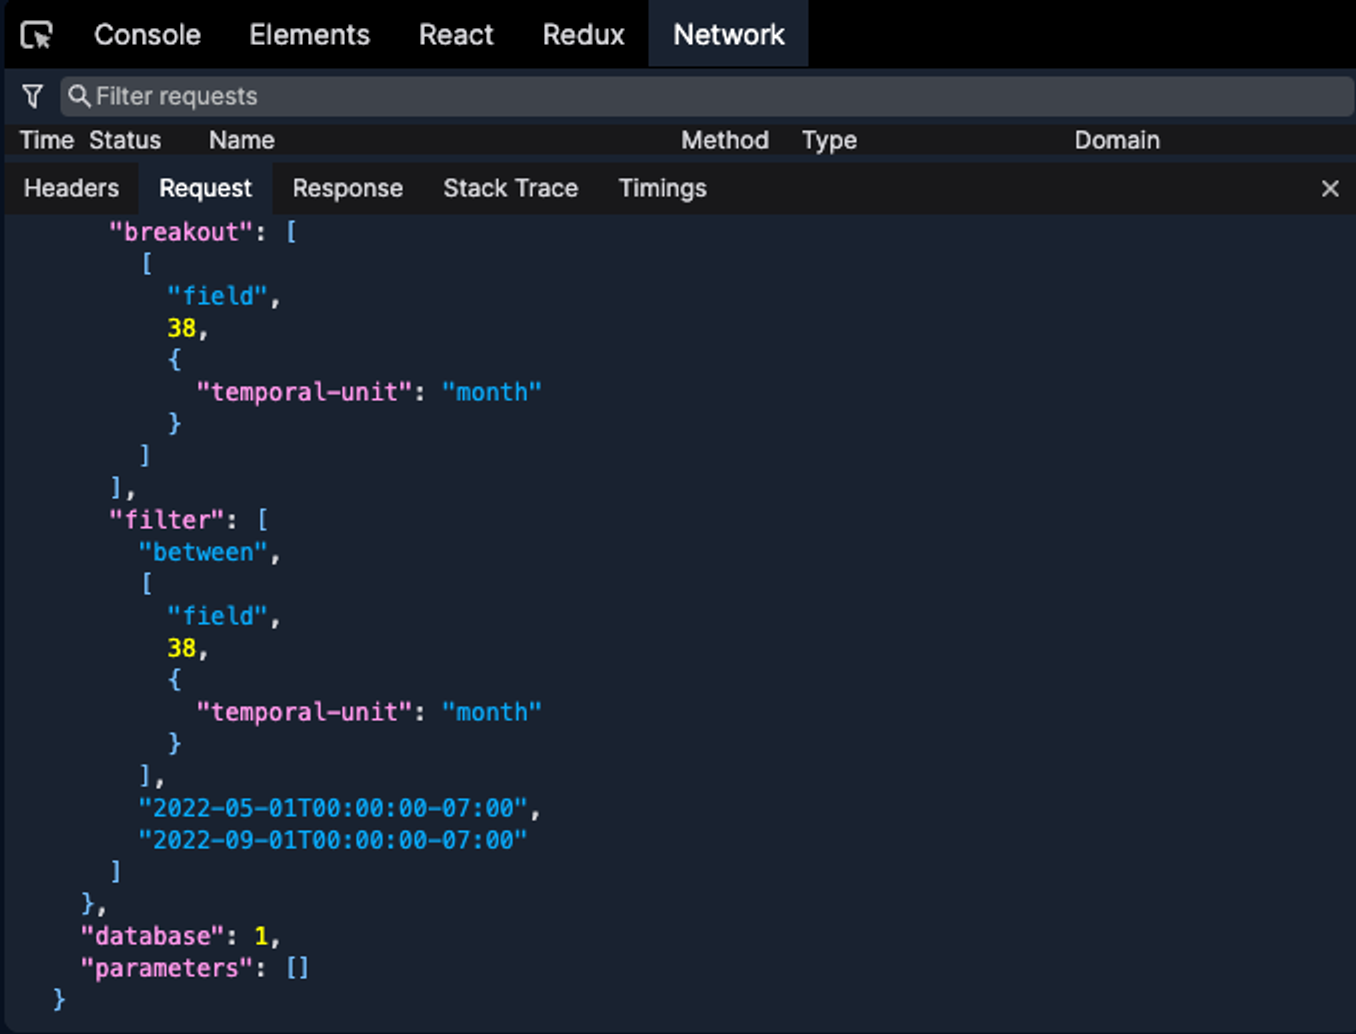 Console Elements React Redux Network
Filter requests
Time Status Name Method Type Domain
Headers Request Response Stack Trace Timings ×
"breakout": [
[
"field",
38,
{
"temporal-unit": "month"
}
]
],
"filter": [
"between",
[
"field",
38,
{
"temporal-unit": "month"
}
],
"2022-05-01T00:00:00-07:00",
"2022-09-01T00:00:00-07:00"
]
},
"database": 1,
"parameters": []
}